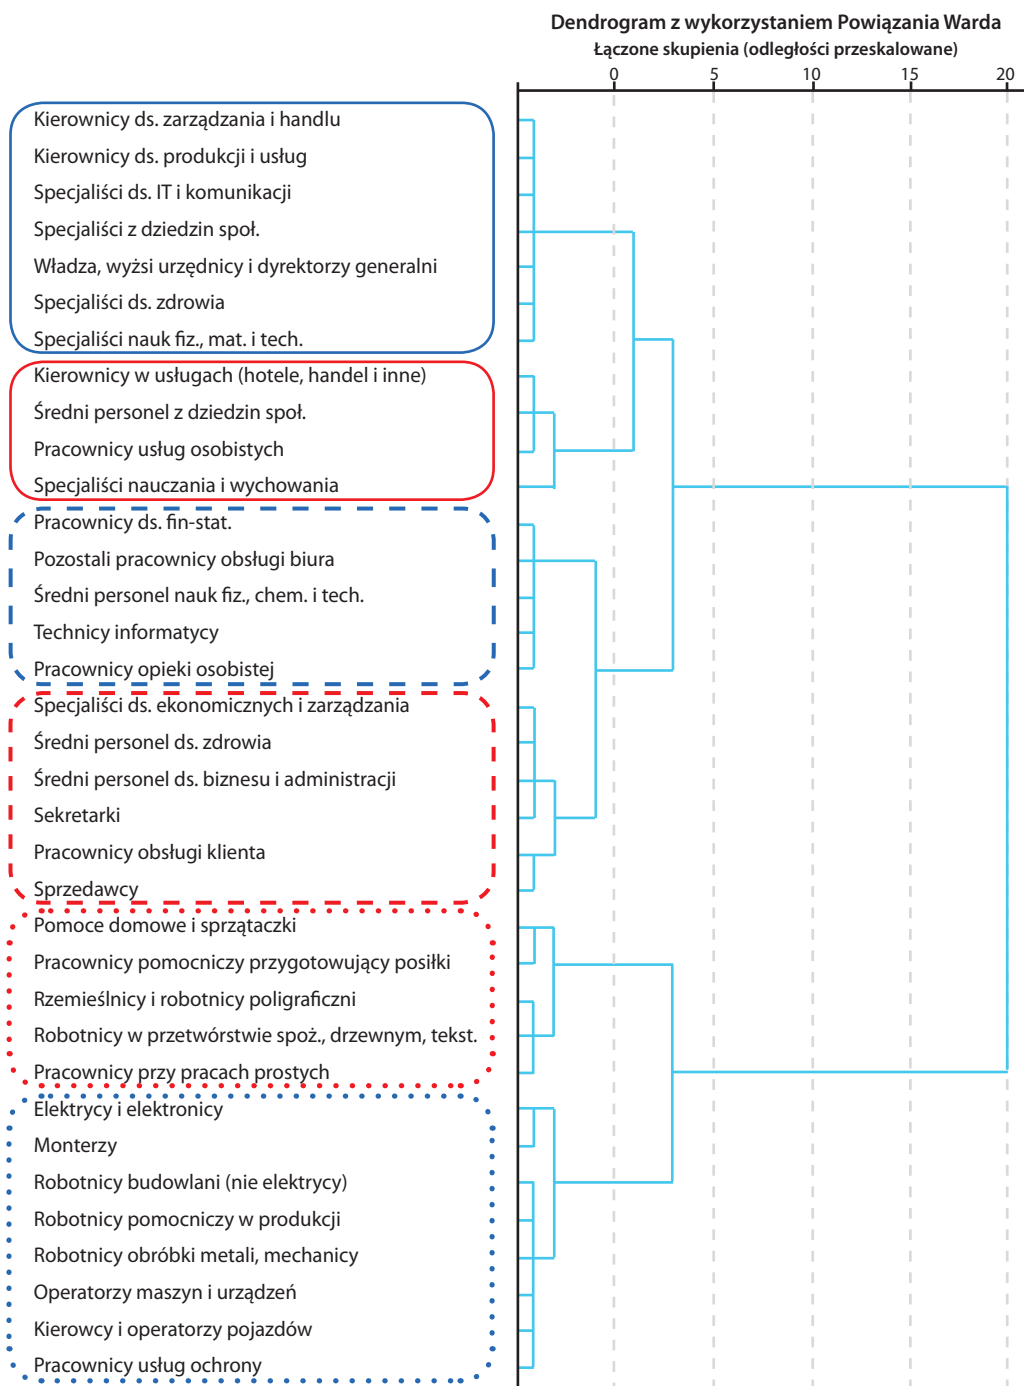 Dendrogram z wykorzystaniem Powiązania Warda
Łączone skupienia (odległości przeskalowane)
0 5 10 15 20
Kierownicy ds. zarządzania i handlu
Kierownicy ds. produkcji i usług
Specjaliści ds. IT i komunikacji
Specjaliści z dziedzin społ.
Władza, wyżsi urzędnicy i dyrektorzy generalni
Specjaliści ds. zdrowia
Specjaliści nauk fiz., mat. i tech.
Kierownicy w usługach (hotele, handel i inne)
Średni personel z dziedzin społ.
Pracownicy usług osobistych
Specjaliści nauczania i wychowania
Pracownicy ds. fin-stat.
Pozostali pracownicy obsługi biura
Średni personel nauk fiz., chem. i tech.
Technicy informatycy
Pracownicy opieki osobistej
Specjaliści ds. ekonomicznych i zarządzania
Średni personel ds. zdrowia
Średni personel ds. biznesu i administracji
Sekretarki
Pracownicy obsługi klienta
Sprzedawcy
Pomoce domowe i sprzątaczki
Pracownicy pomocniczy przygotowujący posiłki
Rzemieślnicy i robotnicy poligraficzni
Robotnicy w przetwórstwie spoż., drzewnym, tekst.
Pracownicy przy pracach prostych
Elektrycy i elektronicy
Monterzy
Robotnicy budowlani (nie elektrycy)
Robotnicy pomocniczy w produkcji
Robotnicy obróbki metali, mechanicy
Operatorzy maszyn i urządzeń
Kierowcy i operatorzy pojazdów
Pracownicy usług ochrony